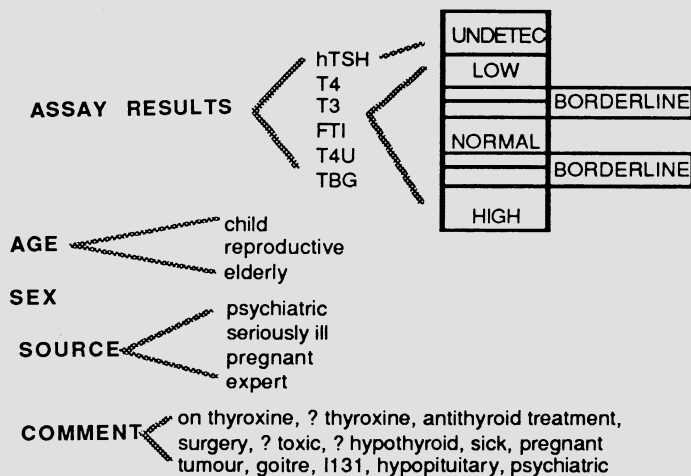 UNDETEC
hTSH
LOW
T4
ASSAY RESULTS
T3
BORDERLINE
FTI
NORMAL
T4U
BORDERLINE
TBG
HIGH
child
AGE
reproductive
elderly
SEX
psychiatric
seriously ill
SOURCE
pregnant
expert
on thyroxine, ? thyroxine, antithyroid treatment,
COMMENT
surgery, ? toxic, ? hypothyroid, sick, pregnant
tumour, goitre, I131, hypopituitary, psychiatric